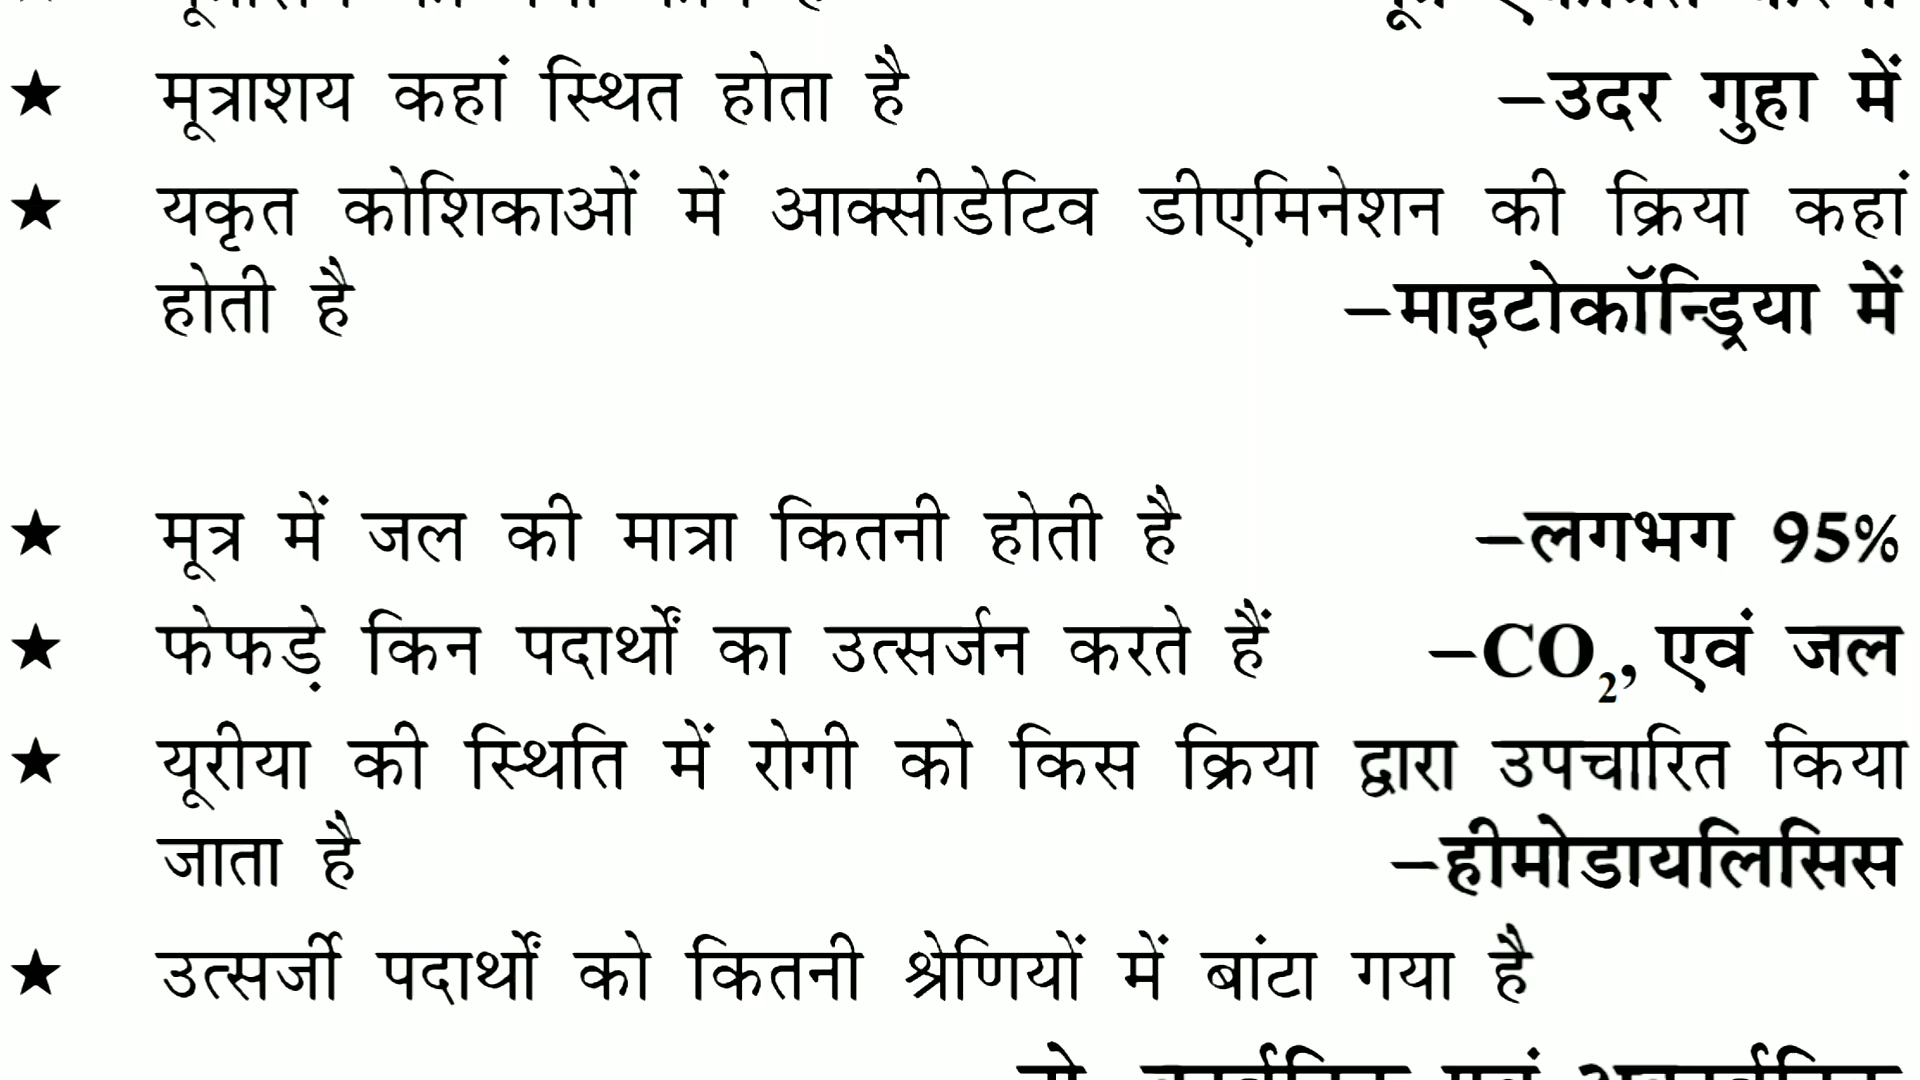 ★ मूत्राशय कहां स्थित होता है –उदर गुहा में
★ यकृत कोशिकाओं में आक्सीडेटिव डीएमिनेशन की क्रिया कहां
होती है –माइटोकॉन्ड्रिया में
★ मूत्र में जल की मात्रा कितनी होती है –लगभग 95%
★ फेफड़े किन पदार्थों का उत्सर्जन करते हैं –CO₂, एवं जल
★ यूरीया की स्थिति में रोगी को किस क्रिया द्वारा उपचारित किया
जाता है –हीमोडायलिसिस
★ उत्सर्जी पदार्थों को कितनी श्रेणियों में बांटा गया है